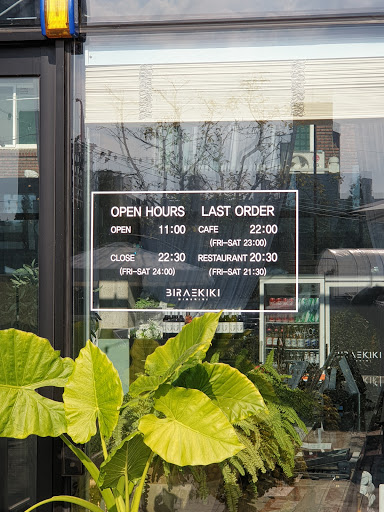 OPEN HOURS LAST ORDER
OPEN 11:00 CAFE 22:00
(FRI-SAT 23:00)
CLOSE 22:30 RESTAURANT 20:30
(FRI-SAT 24:00) (FRI-SAT 21:30)
BIRAEKIKI
BIRAEKIKI